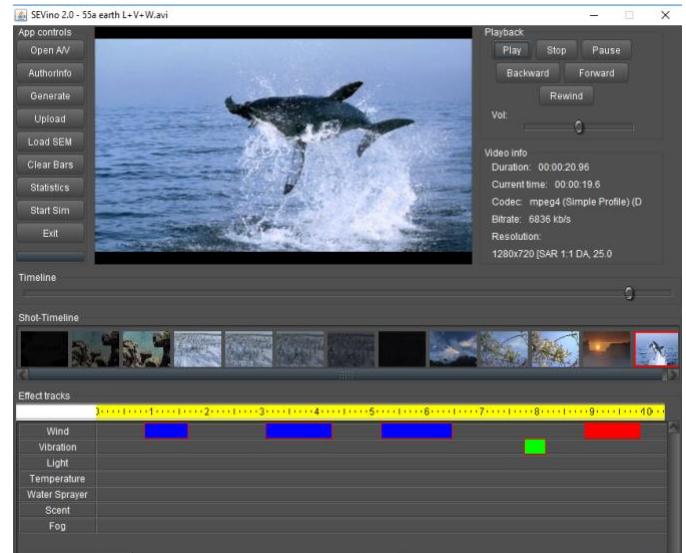 SEVino 2.0 - 55a earth L+V+W.avi
App controls
Open A/V
AuthorInfo
Generate
Upload
Load SEM
Clear Bars
Statistics
Start Sim
Exit
Playback
Play Stop Pause
Backward Forward
Rewind
Vol:
Video info
Duration: 00:00:20.96
Current time: 00:00:19.6
Codec: mpeg4 (Simple Profile) (D
Bitrate: 6836 kb/s
Resolution:
1280x720 [SAR 1:1 DA, 25.0
Timeline
Shot-Timeline
Effect tracks
1 2 3 4 5 6 7 8 9 10
Wind
Vibration
Light
Temperature
Water Sprayer
Scent
Fog